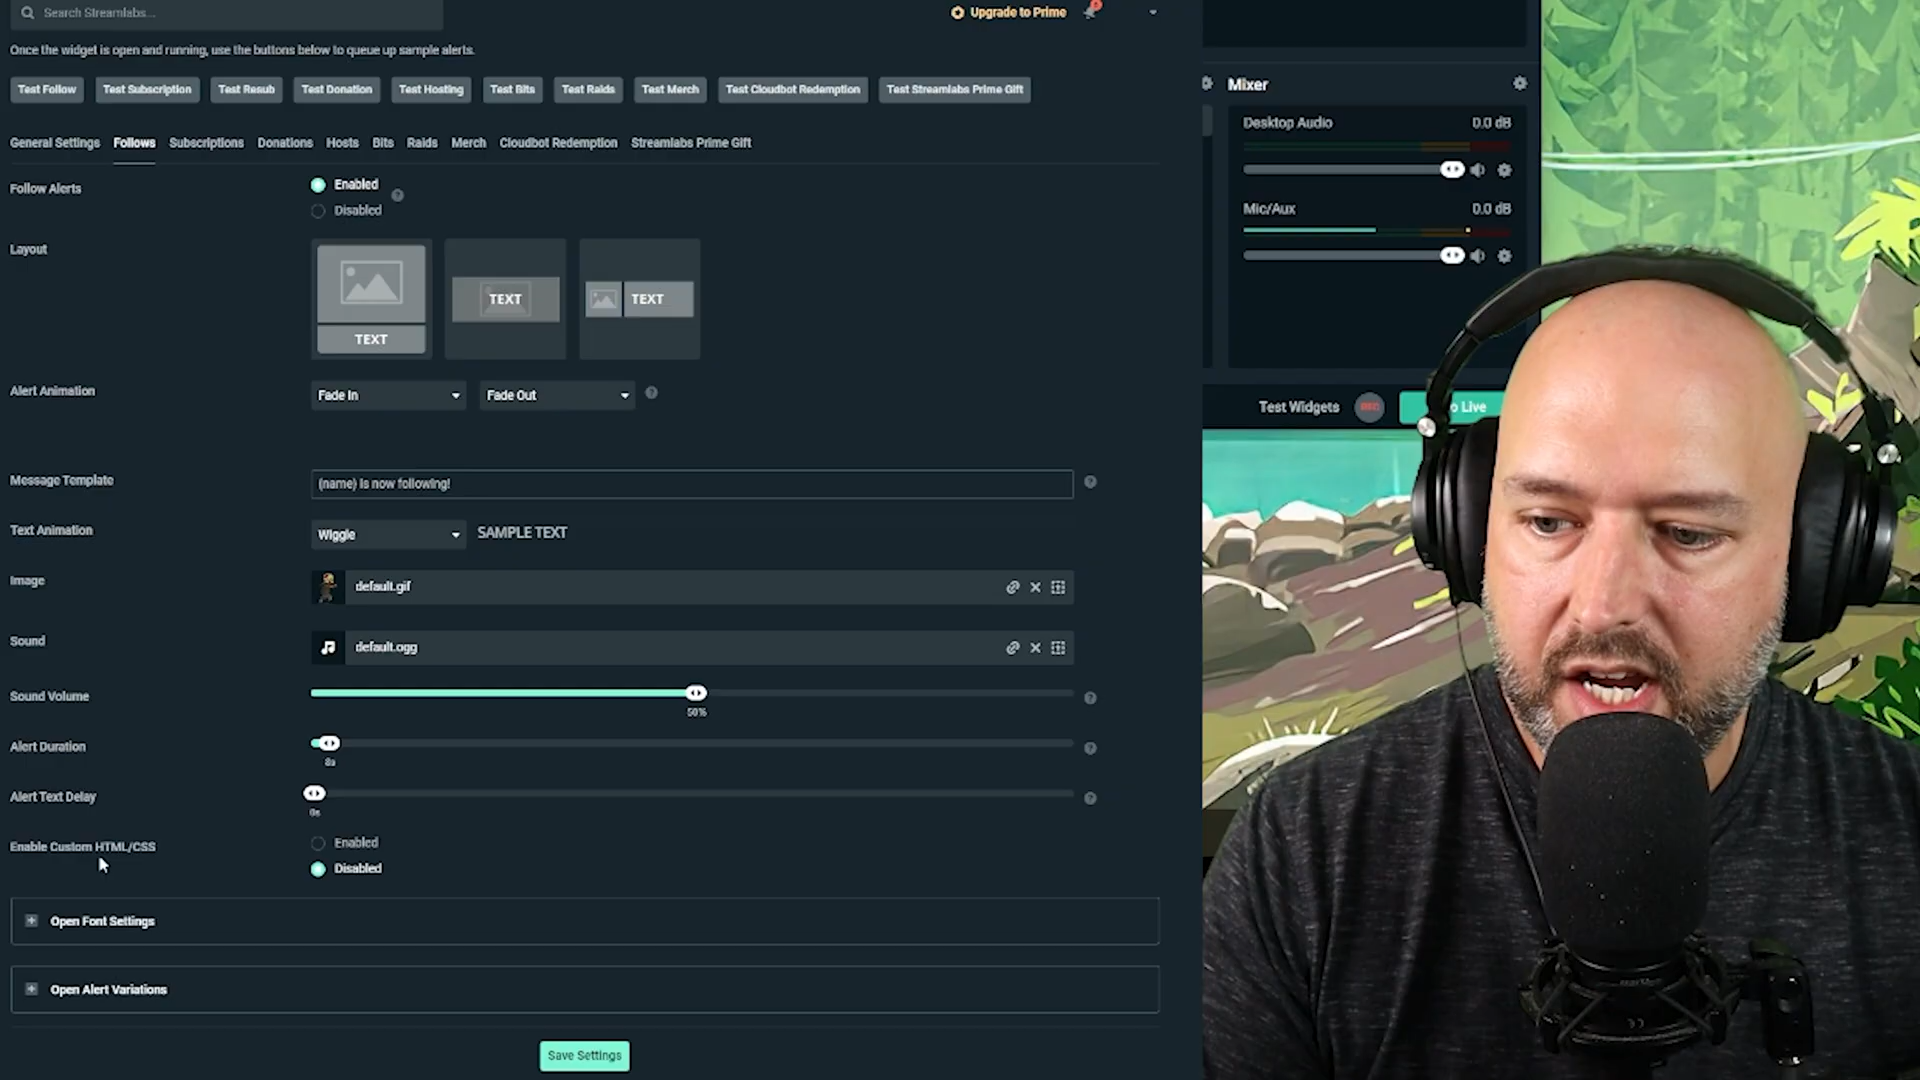 Search Streamlabs...
Upgrade to Prime
Once the widget is open and running, use the buttons below to queue up sample alerts.
Test Follow Test Subscription Test Resub Test Donation Test Hosting Test Bits Test Raids Test Merch Test Cloudbot Redemption Test Streamlabs Prime Gift
General Settings Follows Subscriptions Donations Hosts Bits Raids Merch Cloudbot Redemption Streamlabs Prime Gift
Follow Alerts
Enabled
Disabled
Layout
TEXT
TEXT
TEXT
Alert Animation
Fade In
Fade Out
Message Template
{name} is now following!
Text Animation
Wiggle
SAMPLE TEXT
Image
default.gif
Sound
default.ogg
Sound Volume
50%
Alert Duration
8s
Alert Text Delay
0s
Enable Custom HTML/CSS
Enabled
Disabled
Open Font Settings
Open Alert Variations
Save Settings
Mixer
Desktop Audio 0.0 dB
Mic/Aux 0.0 dB
Test Widgets
REC
o Live